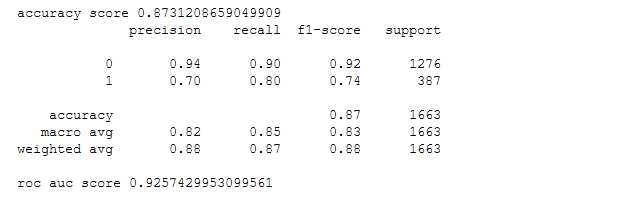 accuracy score 0.8731208659049909
precision recall f1-score support
0 0.94 0.90 0.92 1276
1 0.70 0.80 0.74 387
accuracy 0.87 1663
macro avg 0.82 0.85 0.83 1663
weighted avg 0.88 0.87 0.88 1663
roc auc score 0.9257429953099561